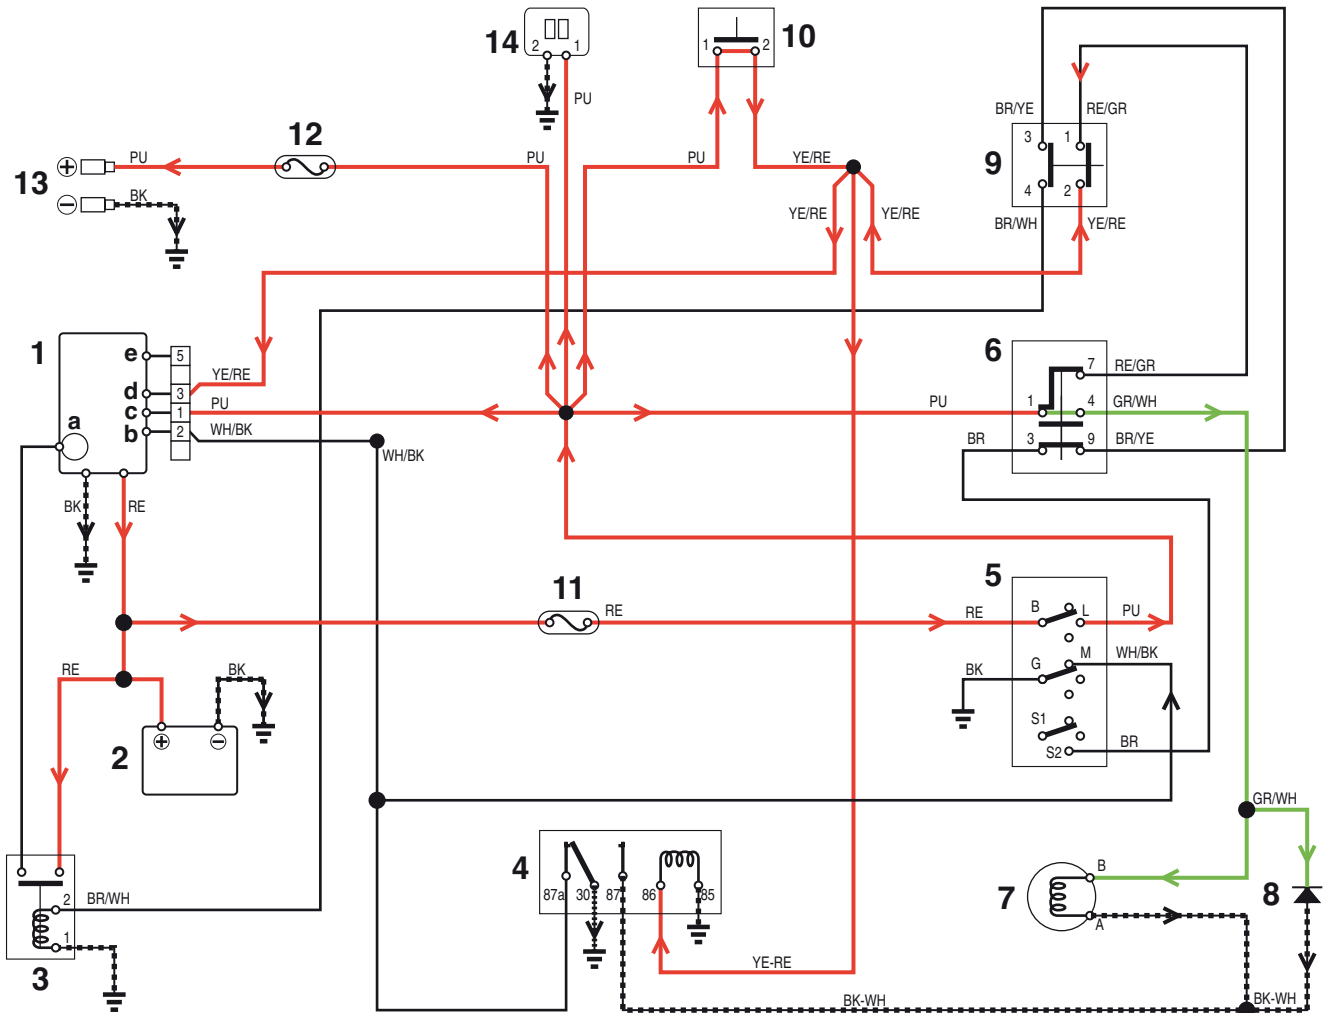 14
2
1
PU
1
2
10
BR/YE
RE/GR
3
1
9
4
2
BR/WH
YE/RE
12
13
+
PU
PU
PU
YE/RE
−
BK
YE/RE
YE/RE
1
e
5
d
3
YE/RE
c
1
PU
b
2
WH/BK
a
WH/BK
BK
RE
6
7
RE/GR
PU
1
4
GR/WH
BR
3
9
BR/YE
11
RE
5
RE
B
L
PU
BK
G
M
WH/BK
S1
S2
BR
RE
BK
2
+
−
GR/WH
4
87a
30
87
86
85
YE-RE
7
B
A
8
2
BR/WH
1
3
BK-WH
BK-WH